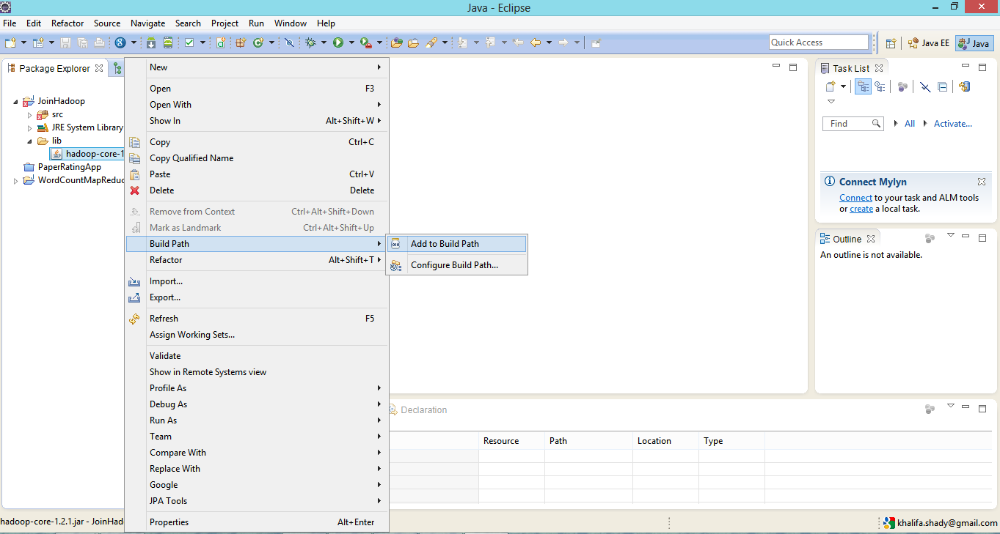 Java - Eclipse
File Edit Refactor Source Navigate Search Project Run Window Help
Quick Access
Java EE
Java
Package Explorer
JoinHadoop
src
JRE System Library
lib
hadoop-core-1
PaperRatingApp
WordCountMapReduc
New
Open F3
Open With
Show In Alt+Shift+W
Copy Ctrl+C
Copy Qualified Name
Paste Ctrl+V
Delete Delete
Remove from Context Ctrl+Alt+Shift+Down
Mark as Landmark Ctrl+Alt+Shift+Up
Build Path
Refactor Alt+Shift+T
Import...
Export...
Refresh F5
Assign Working Sets...
Validate
Show in Remote Systems view
Profile As
Debug As
Run As
Team
Compare With
Replace With
Google
JPA Tools
Properties Alt+Enter
Add to Build Path
Configure Build Path...
Task List
Find
All
Activate...
Connect Mylyn
Connect to your task and ALM tools
or create a local task.
Outline
An outline is not available.
Declaration
Resource Path Location Type
hadoop-core-1.2.1.jar - JoinHad
khalifa.shady@gmail.com